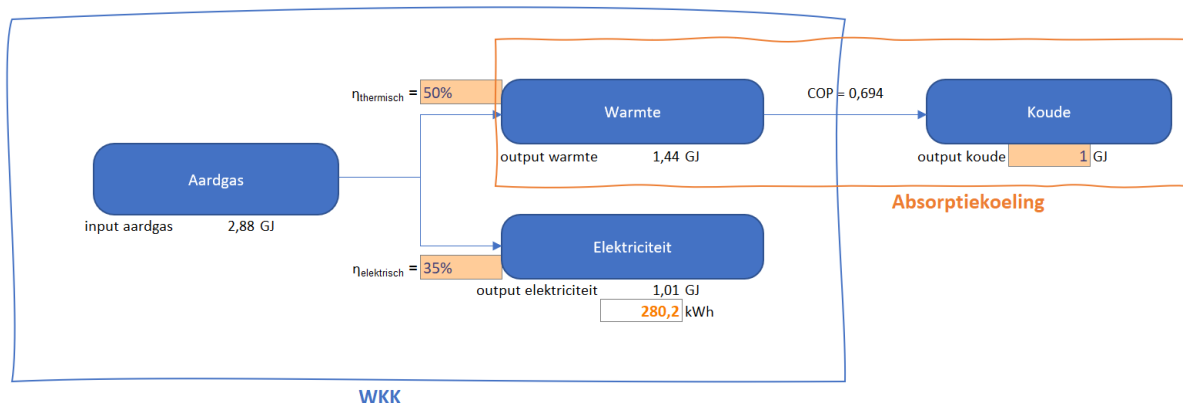 ηthermisch = 50%
Warmte
COP = 0,694
Koude
output warmte 1,44 GJ
output koude 1 GJ
Aardgas
input aardgas 2,88 GJ
Absorptiekoeling
Elektriciteit
ηelektrisch = 35%
output elektriciteit 1,01 GJ
280,2 kWh
WKK